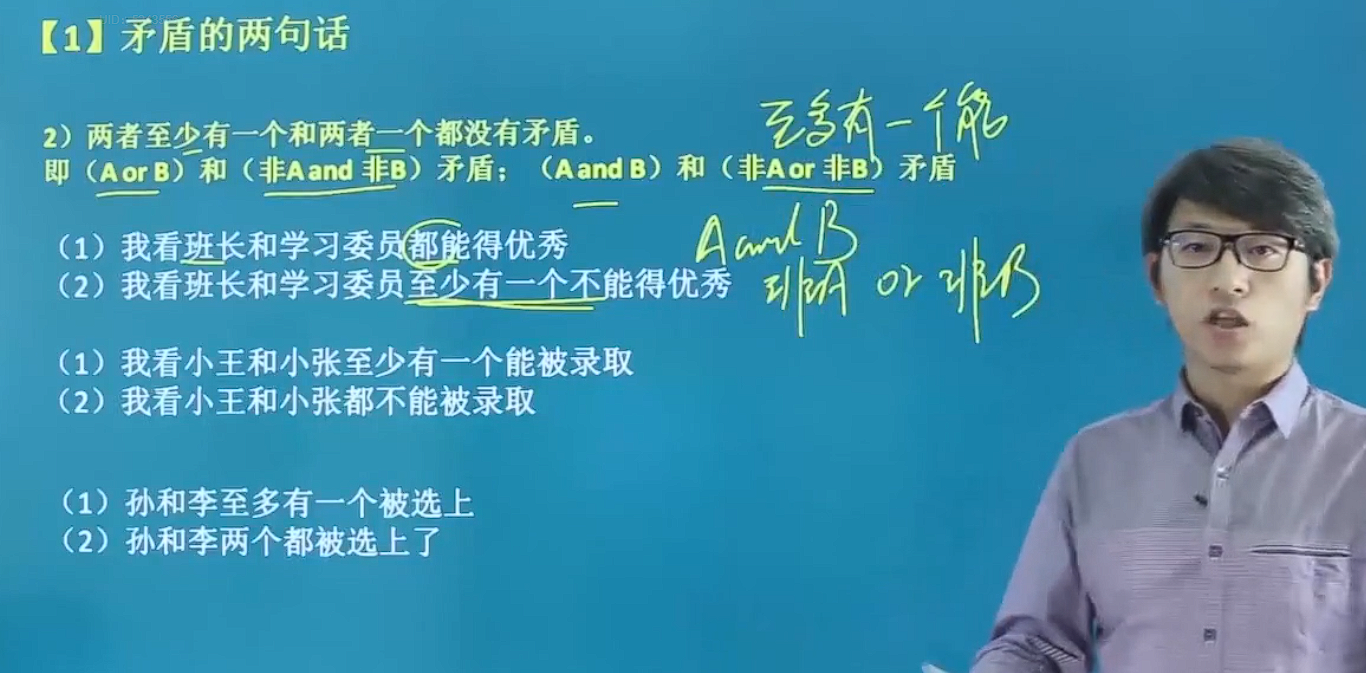 【1】矛盾的两句话
2）两者至少有一个和两者一个都没有矛盾。
至多有一个能
即（A or B）和（非A and 非B）矛盾；（A and B）和（非A or 非B）矛盾
（1）我看班长和学习委员都能得优秀
A and B
（2）我看班长和学习委员至少有一个不能得优秀
非A or 非B
（1）我看小王和小张至少有一个能被录取
（2）我看小王和小张都不能被录取
（1）孙和李至多有一个被选上
（2）孙和李两个都被选上了